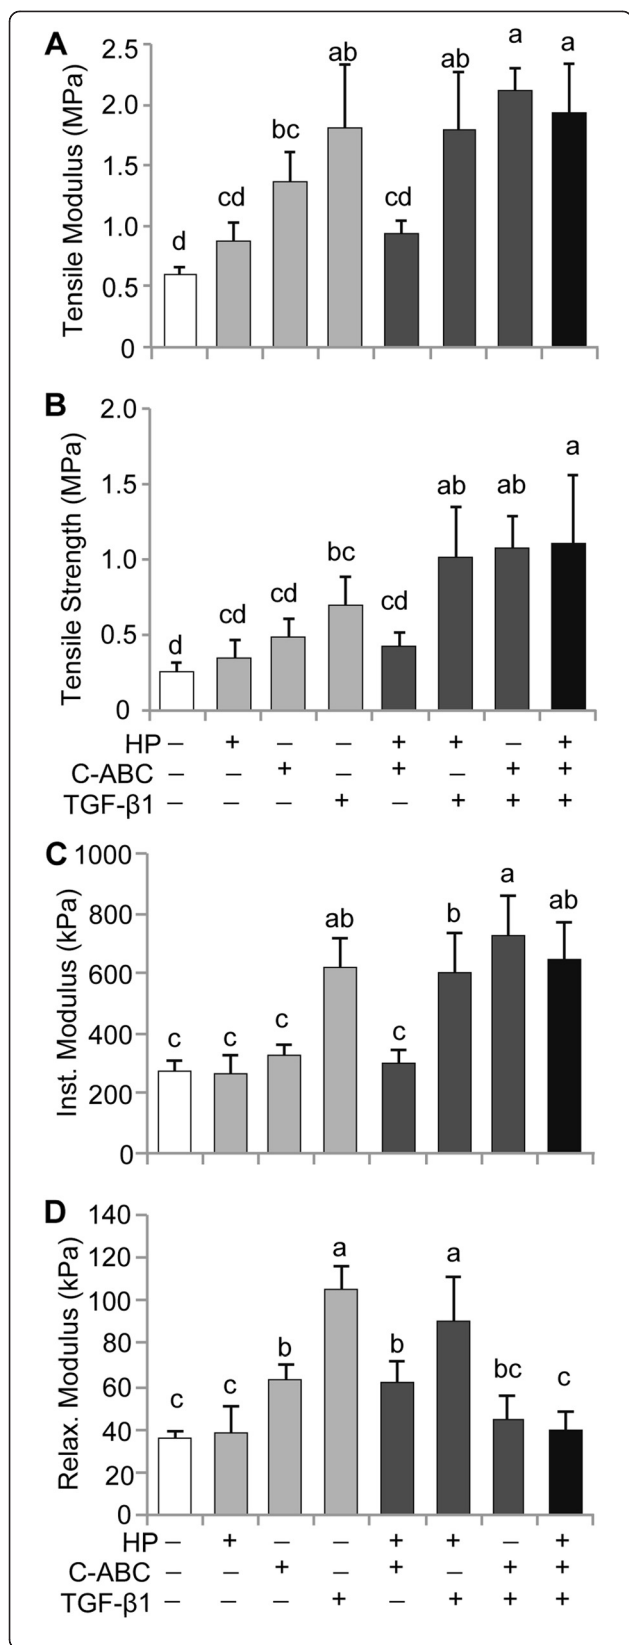 A
Tensile Modulus (MPa)
2.5
2.0
1.5
1.0
0.5
0
d cd bc ab cd ab a a
B
Tensile Strength (MPa)
2.0
1.5
1.0
0.5
0
d cd cd bc cd ab ab a
HP – + – – + + – +
C-ABC – – + – + – + +
TGF-β1 – – – + – + + +
C
Inst. Modulus (kPa)
1000
800
600
400
200
0
c c c ab c b a ab
D
Relax. Modulus (kPa)
140
120
100
80
60
40
20
0
c c b a b a bc c
HP – + – – + + – +
C-ABC – – + – + – + +
TGF-β1 – – – + – + + +